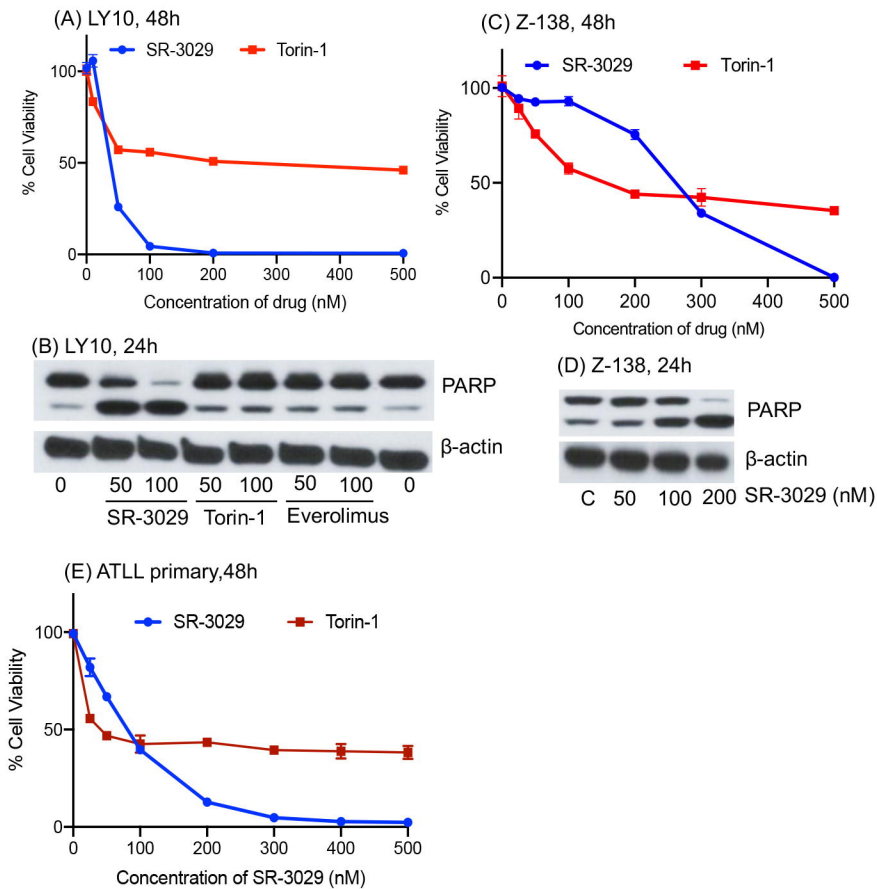 (A) LY10, 48h
SR-3029 Torin-1
% Cell Viability
100
50
0
0 100 200 300 400 500
Concentration of drug (nM)
(C) Z-138, 48h
SR-3029 Torin-1
% Cell Viability
100
50
0
0 100 200 300 400 500
Concentration of drug (nM)
(B) LY10, 24h
PARP
β-actin
0 50 100 50 100 50 100 0
SR-3029 Torin-1 Everolimus
(D) Z-138, 24h
PARP
β-actin
C 50 100 200 SR-3029 (nM)
(E) ATLL primary,48h
SR-3029 Torin-1
% Cell Viability
100
50
0
0 100 200 300 400 500
Concentration of SR-3029 (nM)